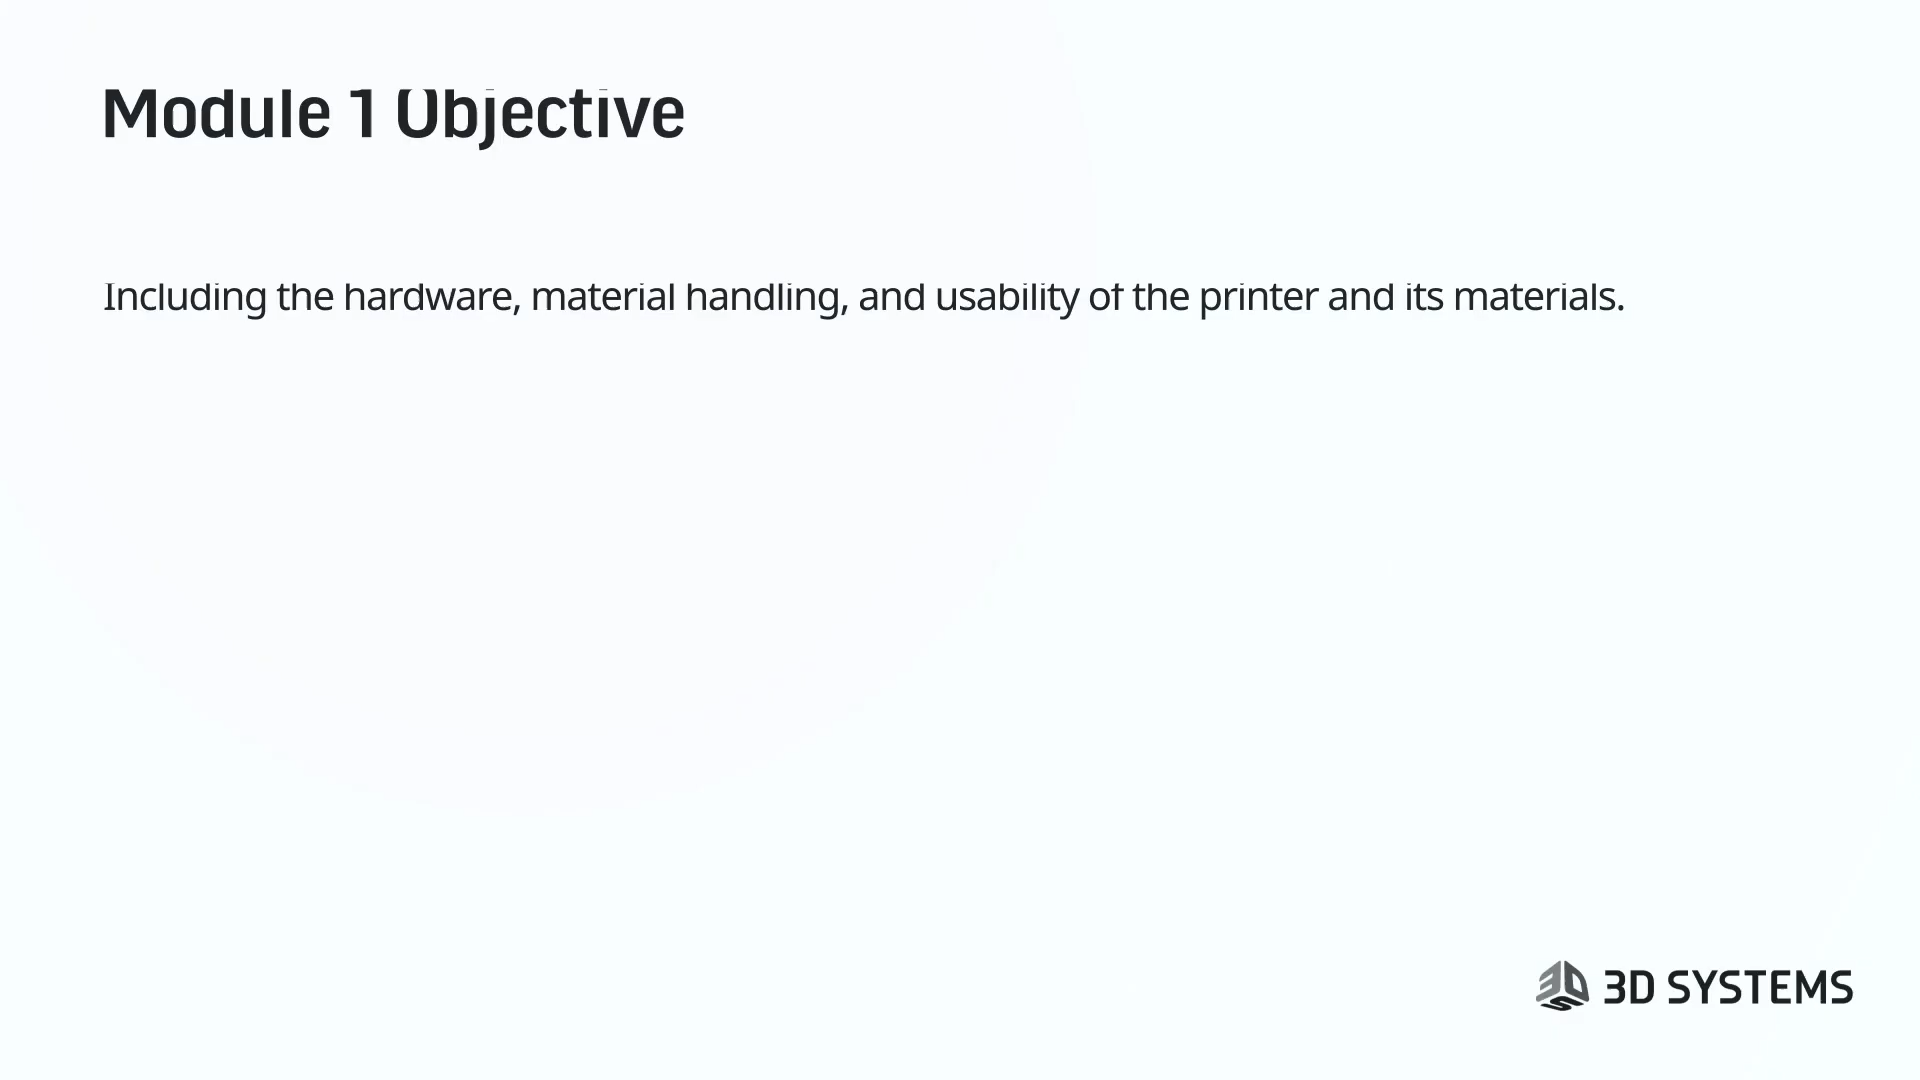 Module 1 Objective
Including the hardware, material handling, and usability of the printer and its materials.
3D SYSTEMS